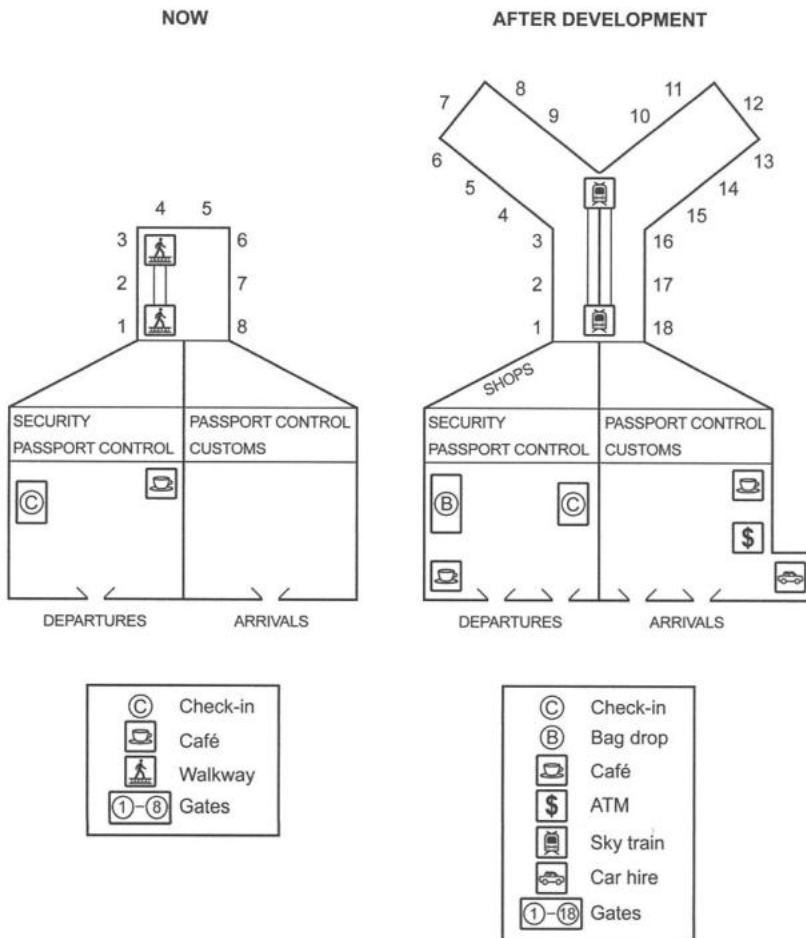 NOW
4 5
3 6
2 7
1 8
SECURITY
PASSPORT CONTROL
PASSPORT CONTROL
CUSTOMS
C
DEPARTURES
ARRIVALS
C Check-in
Café
Walkway
1-8 Gates
AFTER DEVELOPMENT
8 11
7 12
9 10
6 13
5 14
4 15
3 16
2 17
1 18
SHOPS
SECURITY
PASSPORT CONTROL
PASSPORT CONTROL
CUSTOMS
B
C
$
DEPARTURES
ARRIVALS
C Check-in
B Bag drop
Café
$ ATM
Sky train
Car hire
1-18 Gates